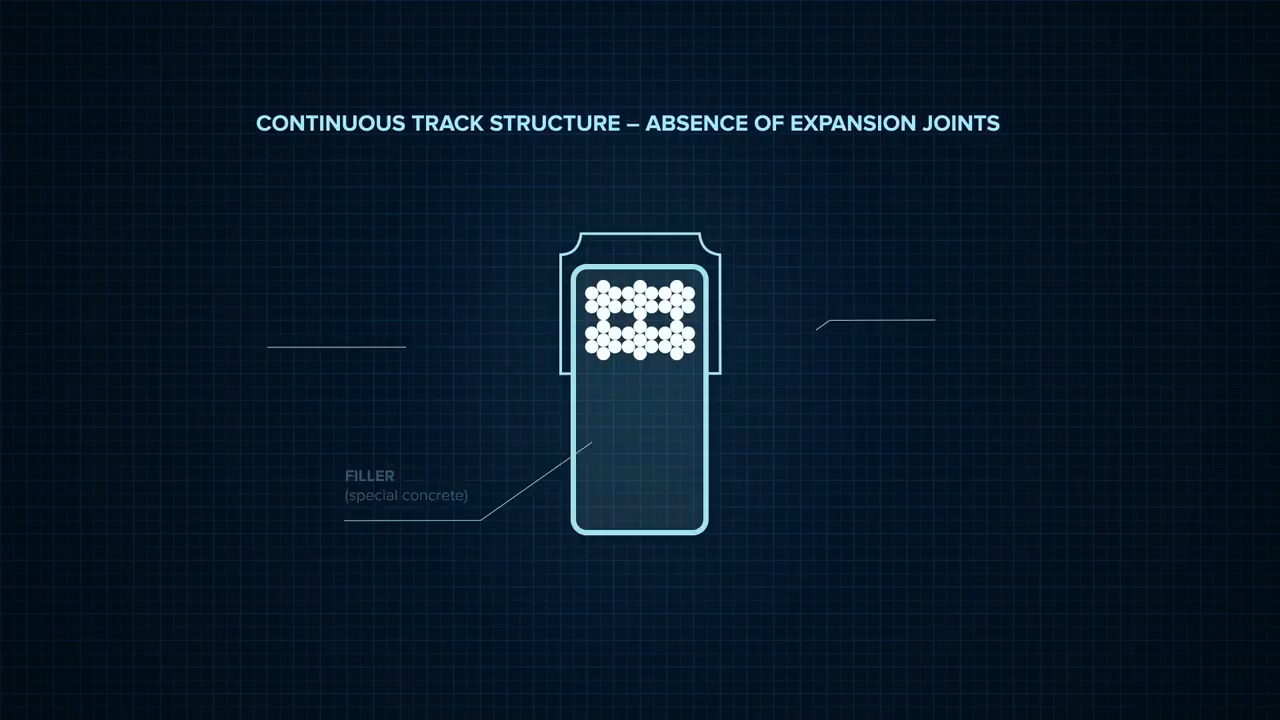 CONTINUOUS TRACK STRUCTURE – ABSENCE OF EXPANSION JOINTS
FILLER
(special concrete)